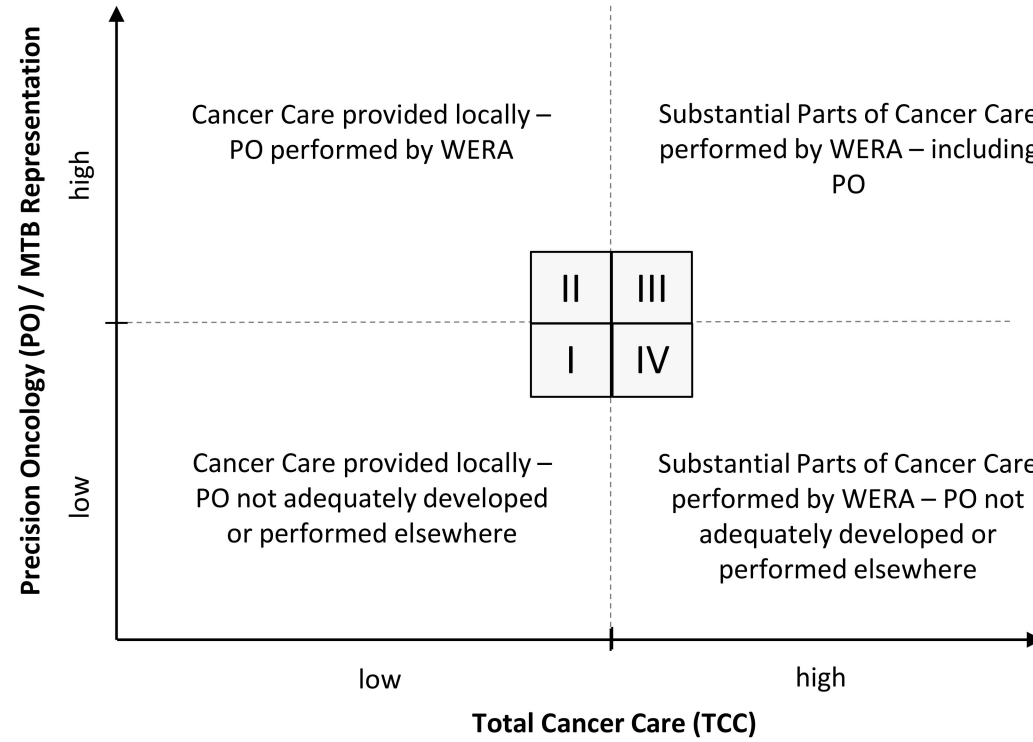 Precision Oncology (PO) / MTB Representation
high
low
Cancer Care provided locally –
PO performed by WERA
Substantial Parts of Cancer Care
performed by WERA – including
PO
II
III
I
IV
Cancer Care provided locally –
PO not adequately developed
or performed elsewhere
Substantial Parts of Cancer Care
performed by WERA – PO not
adequately developed or
performed elsewhere
low
high
Total Cancer Care (TCC)